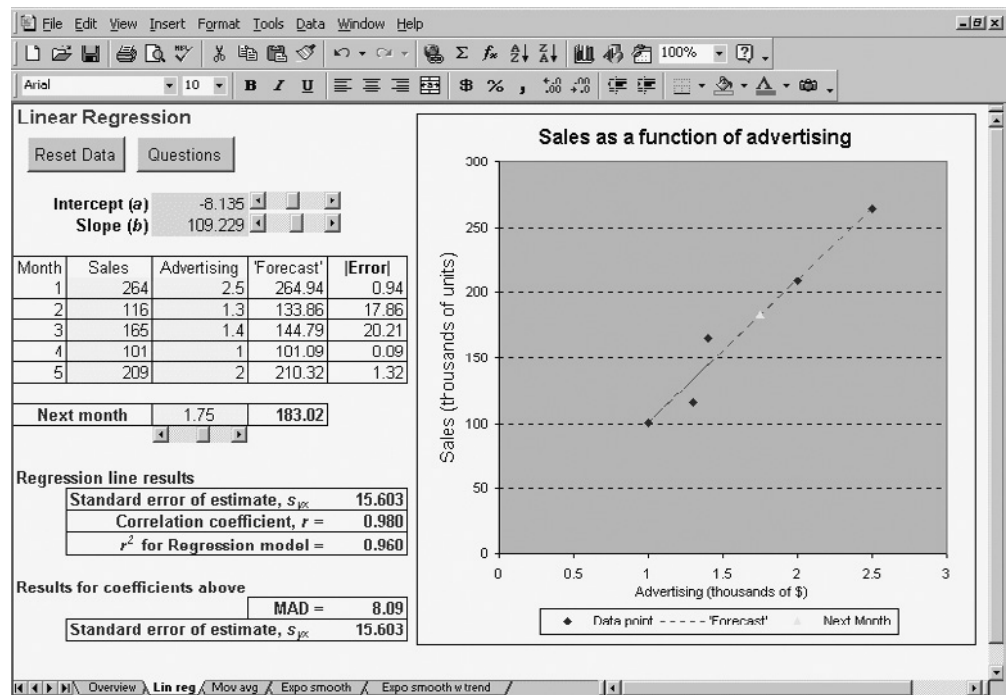 File Edit View Insert Format Tools Data Window Help
100%
Arial 10 B I U $ % ,
Linear Regression
Reset Data Questions
Intercept (a) -8.135
Slope (b) 109.229
Month Sales Advertising 'Forecast' |Error|
1 264 2.5 264.94 0.94
2 116 1.3 133.86 17.86
3 165 1.4 144.79 20.21
4 101 1 101.09 0.09
5 209 2 210.32 1.32
Next month 1.75 183.02
Regression line results
Standard error of estimate, syx 15.603
Correlation coefficient, r = 0.980
r² for Regression model = 0.960
Results for coefficients above
MAD = 8.09
Standard error of estimate, syx 15.603
Sales as a function of advertising
Sales (thousands of units)
300
250
200
150
100
50
0
0 0.5 1 1.5 2 2.5 3
Advertising (thousands of $)
Data point 'Forecast' Next Month
Overview Lin reg Mov avg Expo smooth Expo smooth w trend